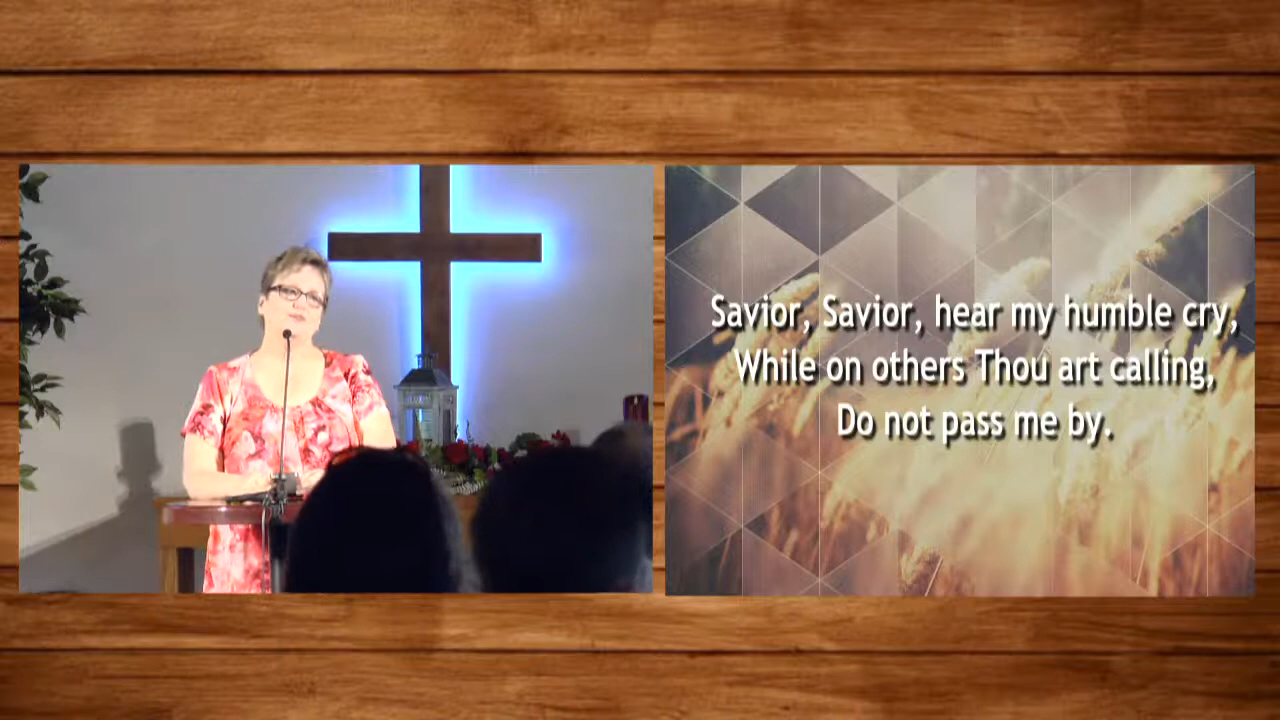 Savior, Savior, hear my humble cry,
While on others Thou art calling,
Do not pass me by.